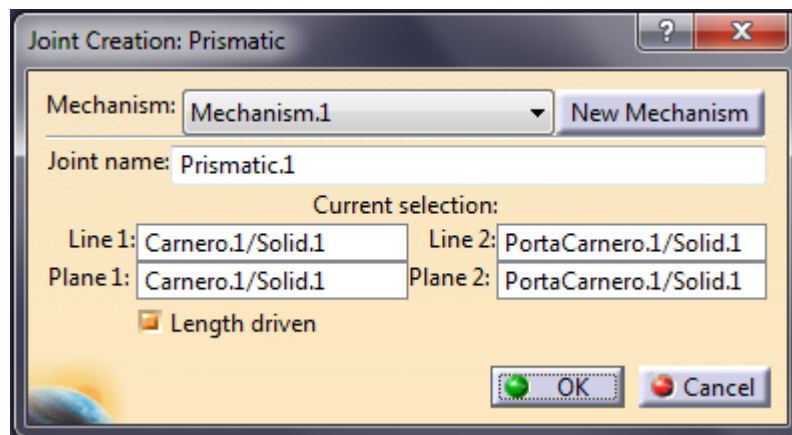 Joint Creation: Prismatic
Mechanism: Mechanism.1 New Mechanism
Joint name: Prismatic.1
Current selection:
Line 1: Carnero.1/Solid.1 Line 2: PortaCarnero.1/Solid.1
Plane 1: Carnero.1/Solid.1 Plane 2: PortaCarnero.1/Solid.1
Length driven
OK Cancel